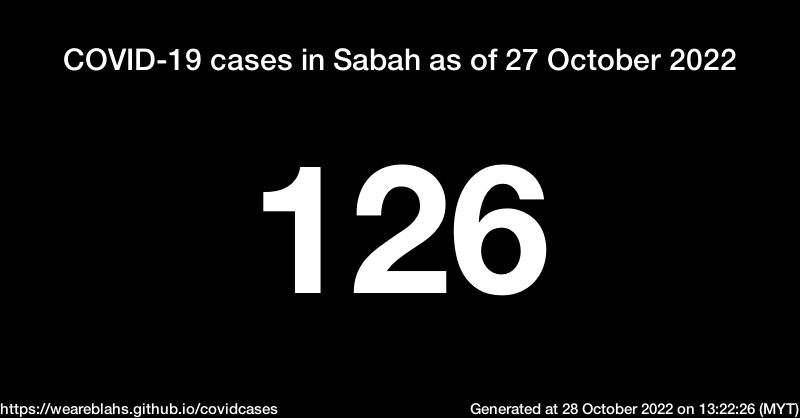 COVID-19 cases in Sabah as of 27 October 2022
126
https://weareblahs.github.io/covidcases
Generated at 28 October 2022 on 13:22:26 (MYT)